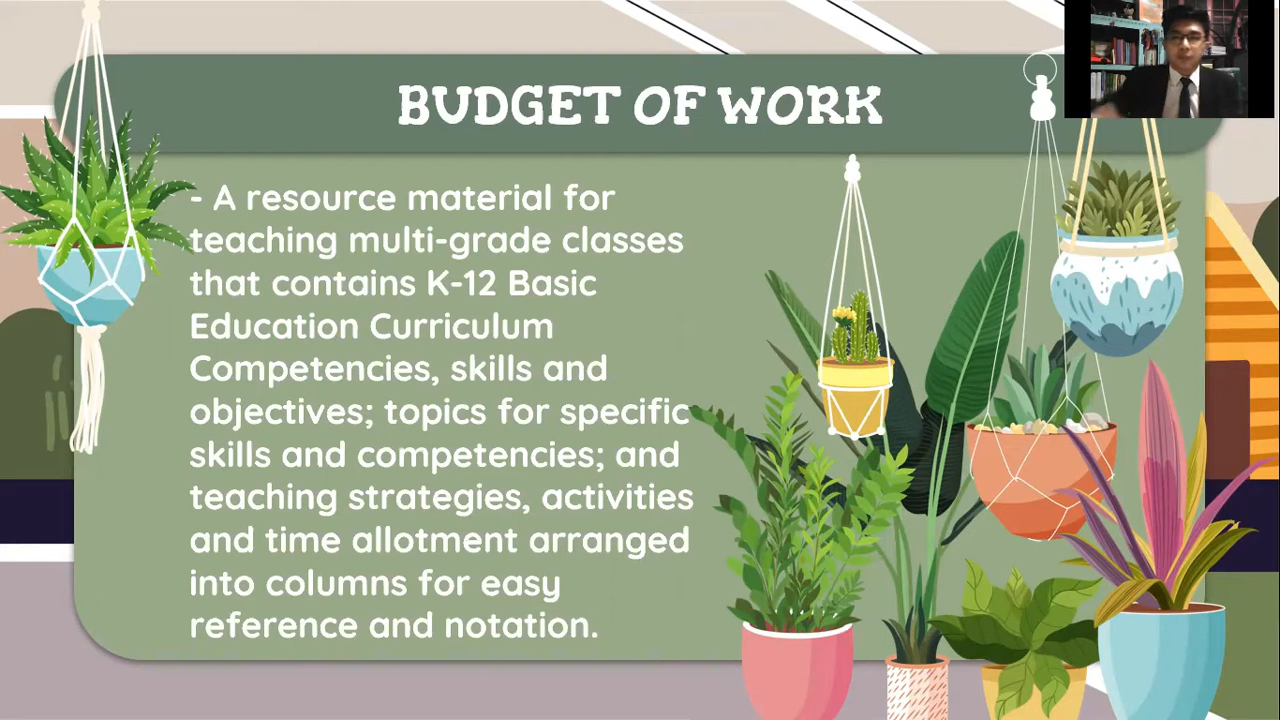 BUDGET OF WORK
- A resource material for
teaching multi-grade classes
that contains K-12 Basic
Education Curriculum
Competencies, skills and
objectives; topics for specific
skills and competencies; and
teaching strategies, activities
and time allotment arranged
into columns for easy
reference and notation.